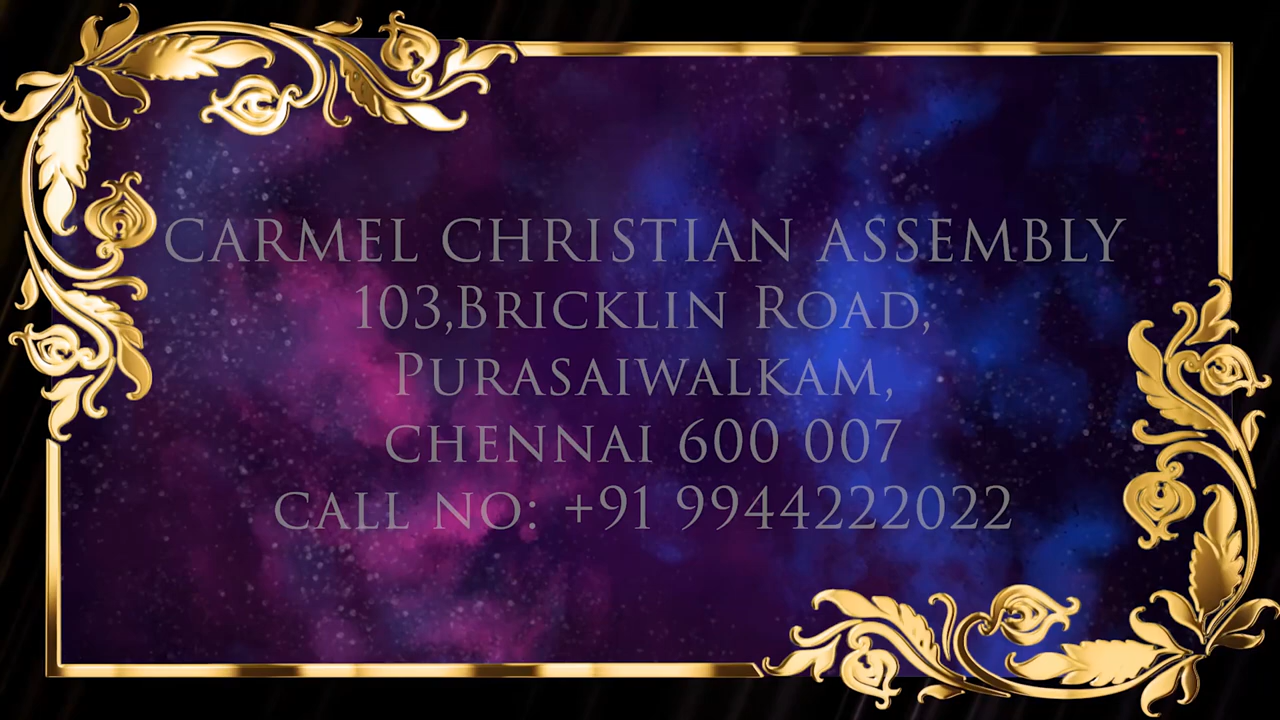 CARMEL CHRISTIAN ASSEMBLY
103,Bricklin Road,
Purasaiwalkam,
chennai 600 007
call no: +91 9944222022